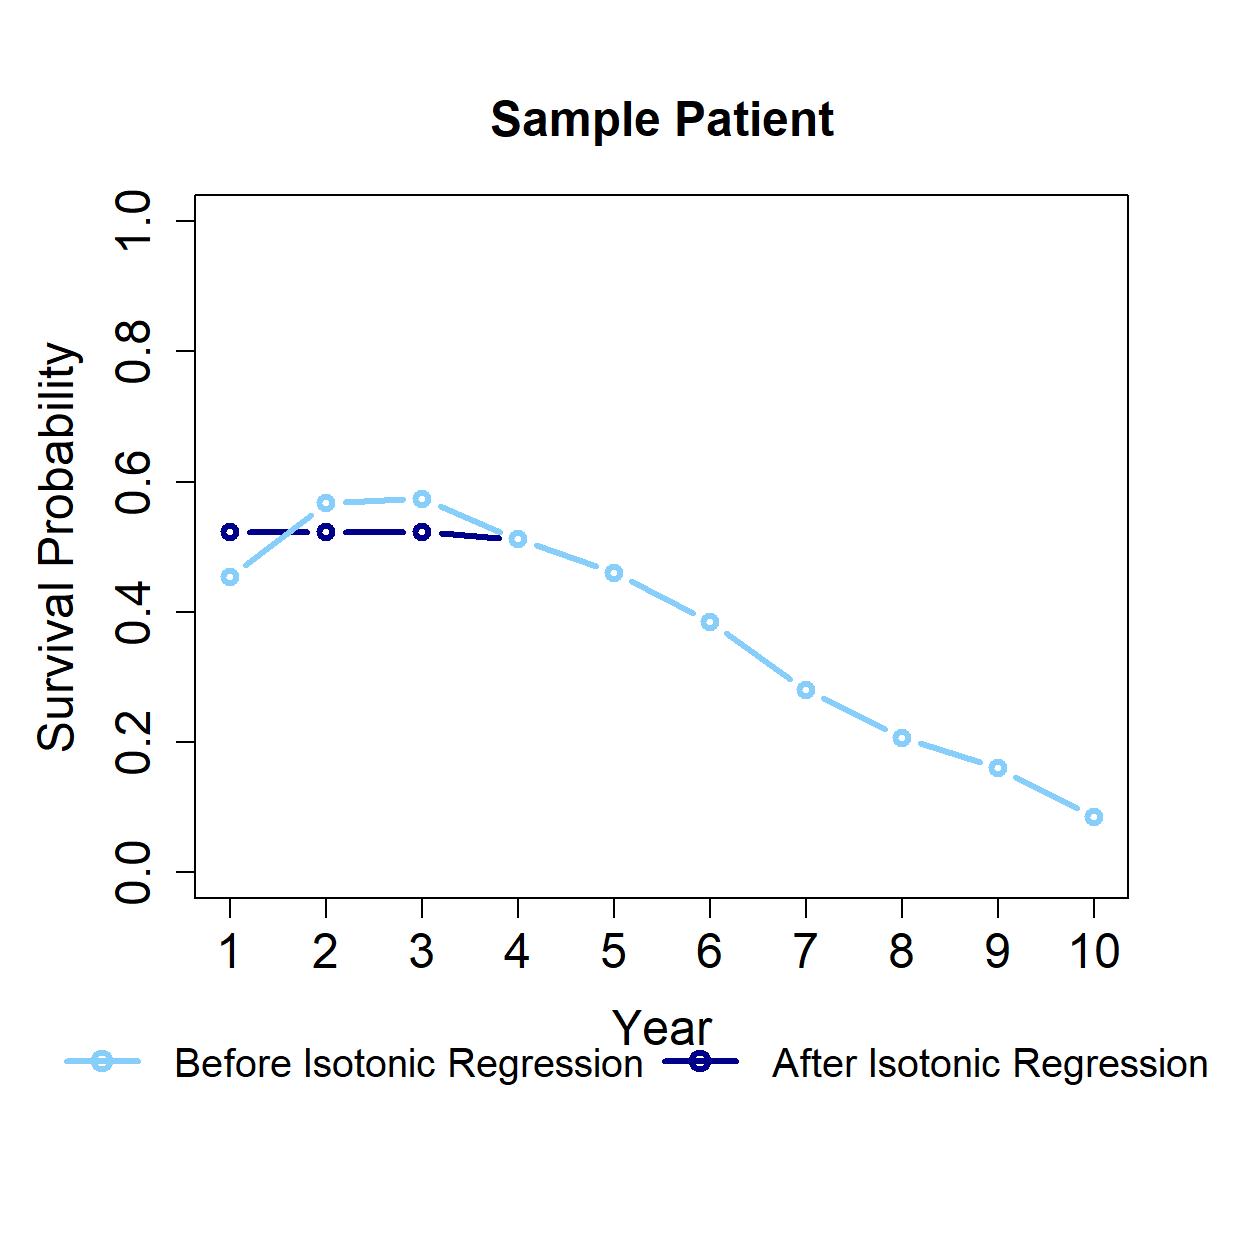 Sample Patient
Survival Probability
1.0
0.8
0.6
0.4
0.2
0.0
1 2 3 4 5 6 7 8 9 10
Year
Before Isotonic Regression After Isotonic Regression